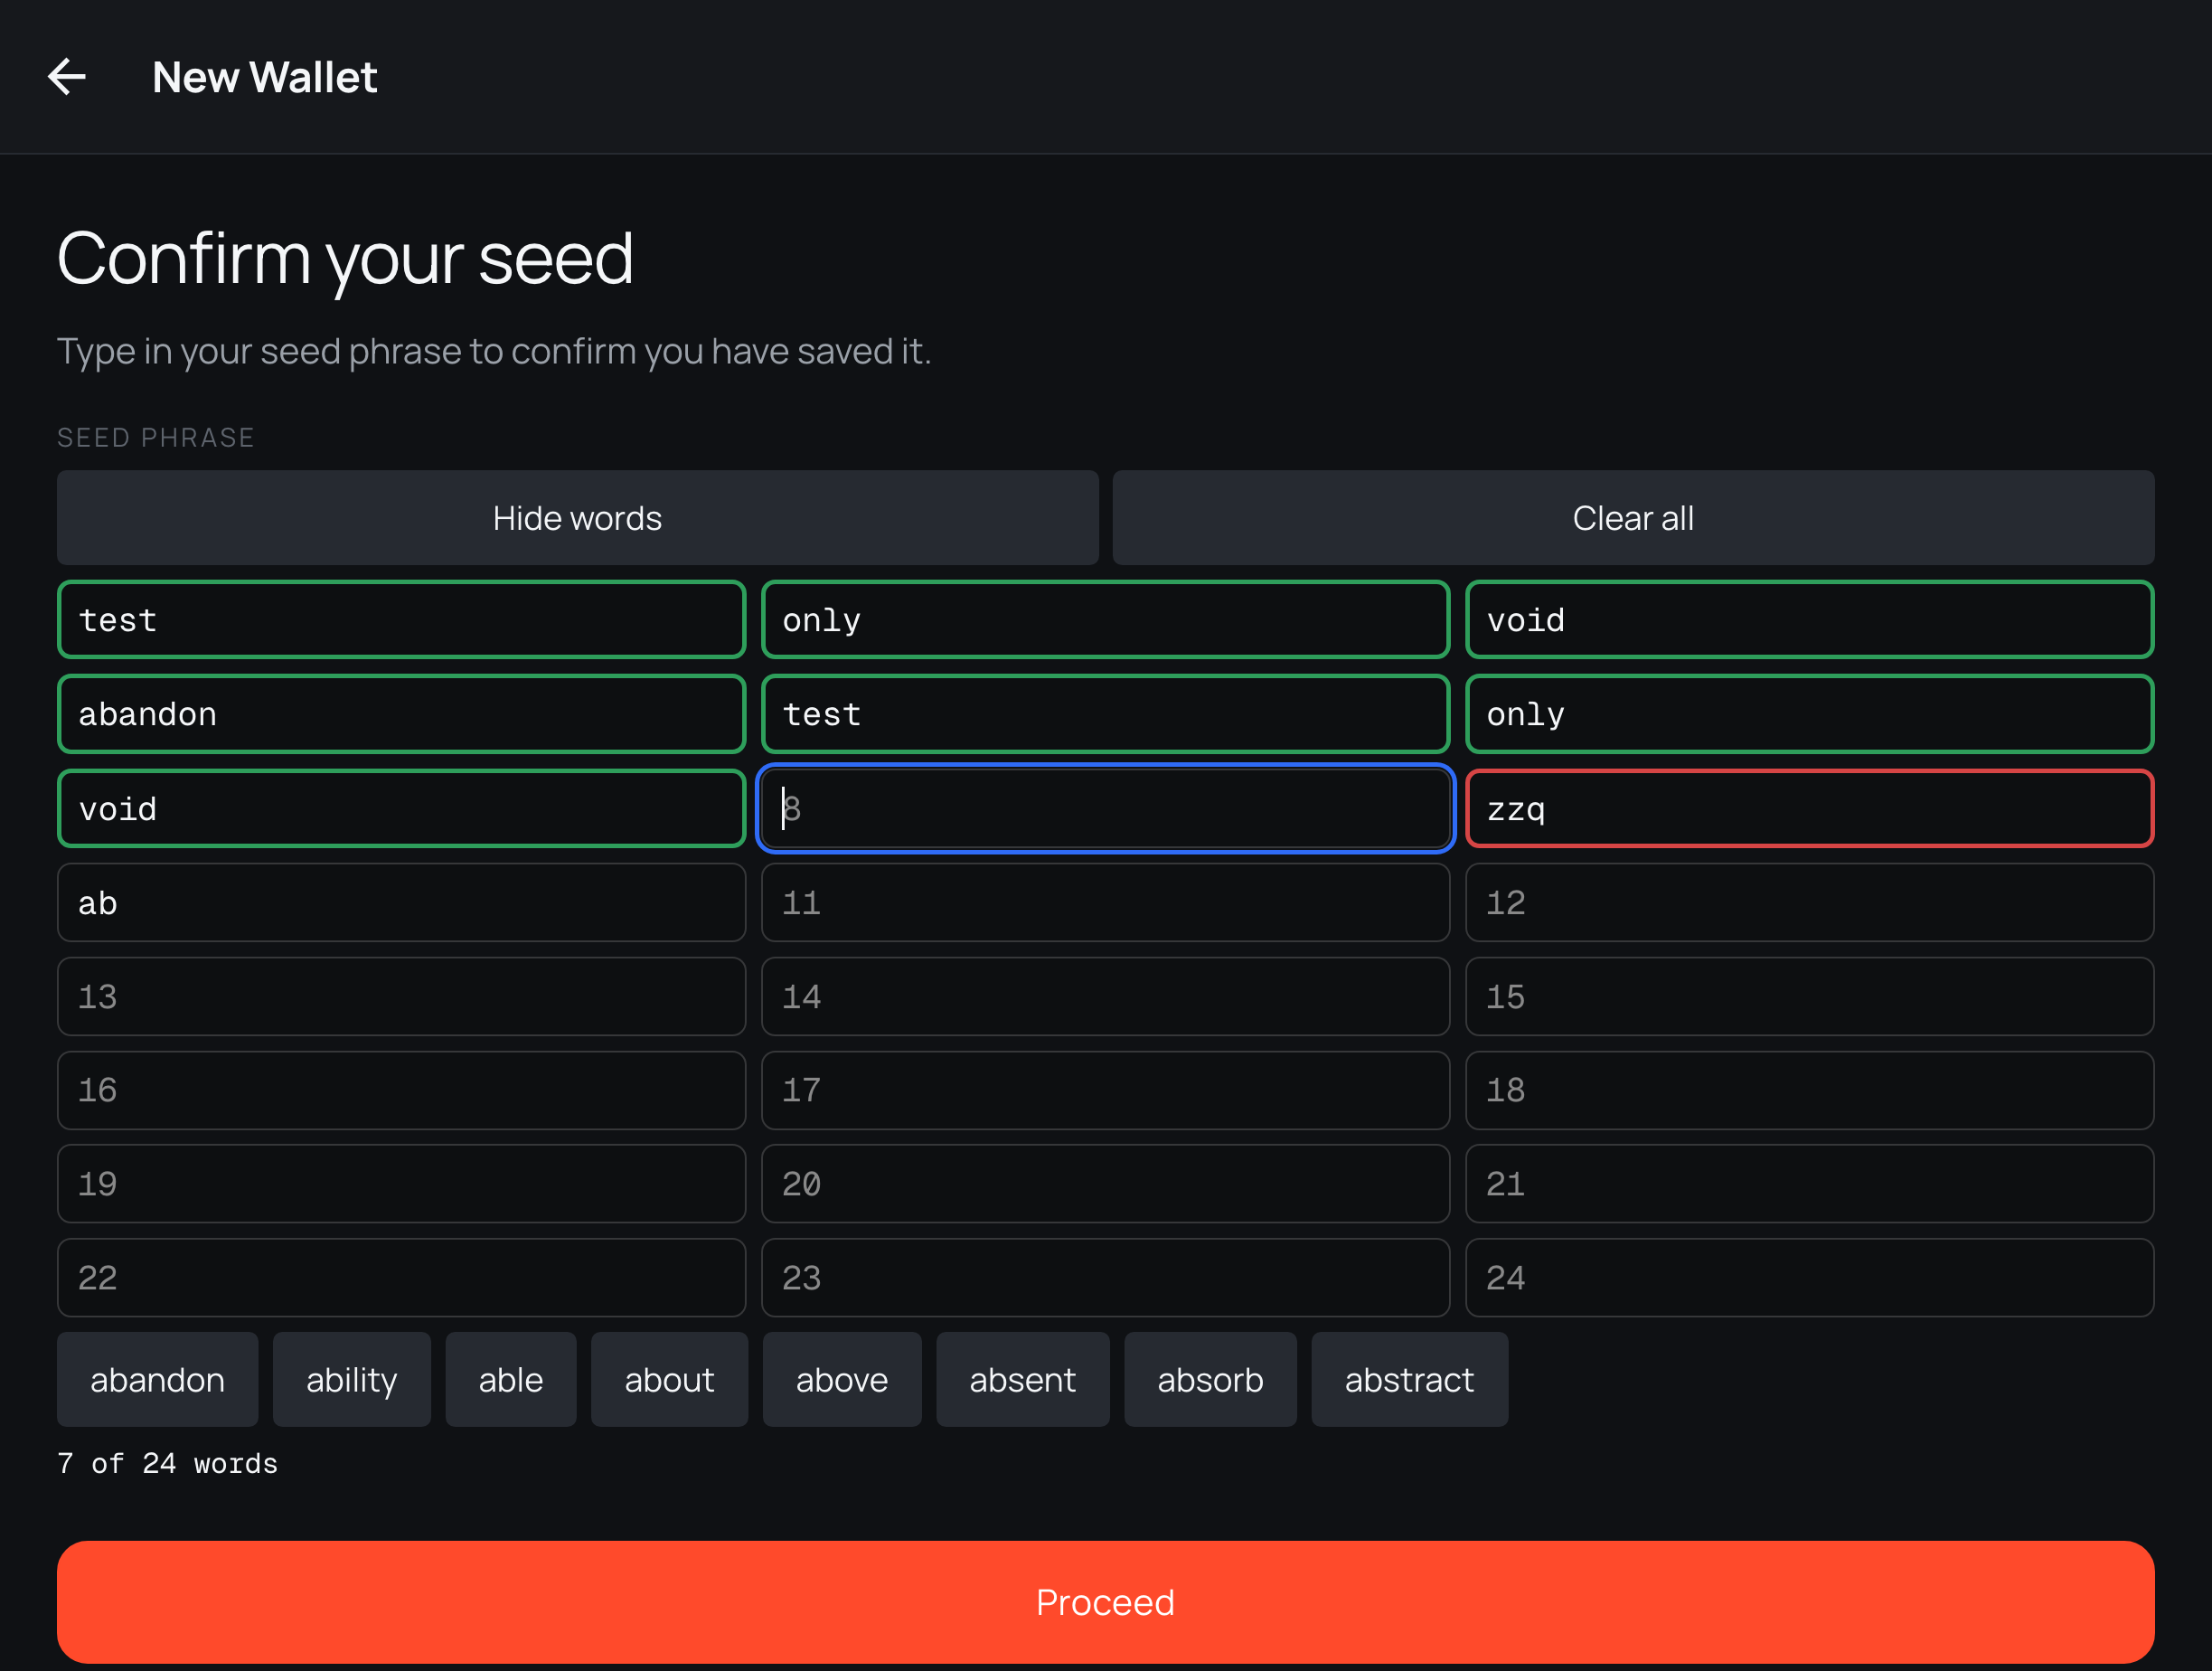 New Wallet
Confirm your seed
Type in your seed phrase to confirm you have saved it.
SEED PHRASE
Hide words Clear all
test only void
abandon test only
void 8 zzq
ab 11 12
13 14 15
16 17 18
19 20 21
22 23 24
abandon ability able about above absent absorb abstract
7 of 24 words
Proceed